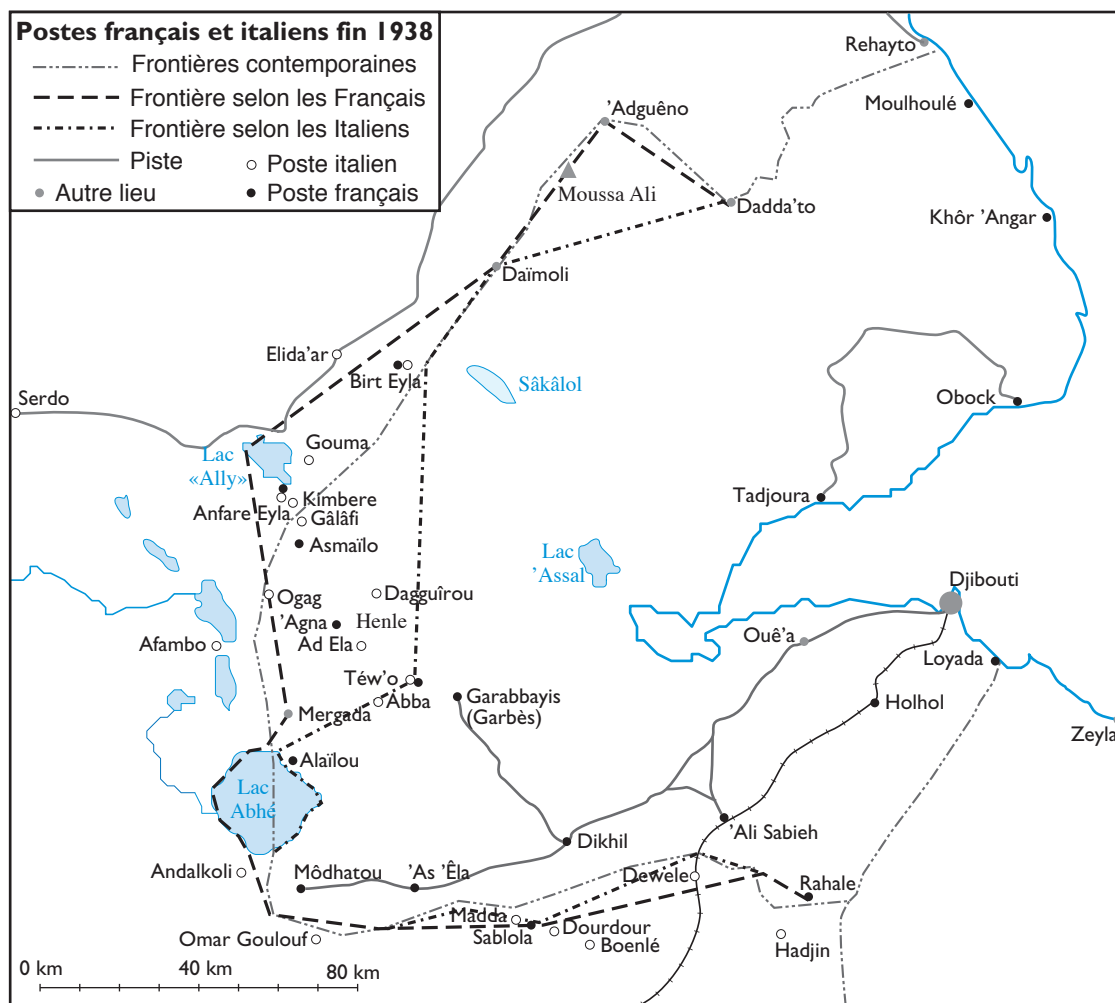 Postes français et italiens fin 1938
Frontières contemporaines
Frontière selon les Français
Frontière selon les Italiens
Piste
Poste italien
Autre lieu
Poste français
Rehayto
Moulhoulé
'Adguêno
Moussa Ali
Dadda'to
Khôr 'Angar
Daïmoli
Elida'ar
Birt Eyla
Sâkâlol
Serdo
Obock
Lac
«Ally»
Gouma
Tadjoura
Kimbere
Anfare Eyla
Gâlâfi
Asmaïlo
Lac
'Assal
Djibouti
Ogag
Dagguîrou
'Agna
Henle
Ouê'a
Afambo
Ad Ela
Loyada
Téw'o
Abba
Garabbayis
(Garbès)
Holhol
Mergada
Zeyla
Alaïlou
Lac
Abhé
'Ali Sabieh
Dikhil
Andalkoli
Môdhatou
'As 'Êla
Dewele
Rahale
Madda
Sablola
Dourdour
Omar Goulouf
Boenlé
Hadjin
0 km
40 km
80 km